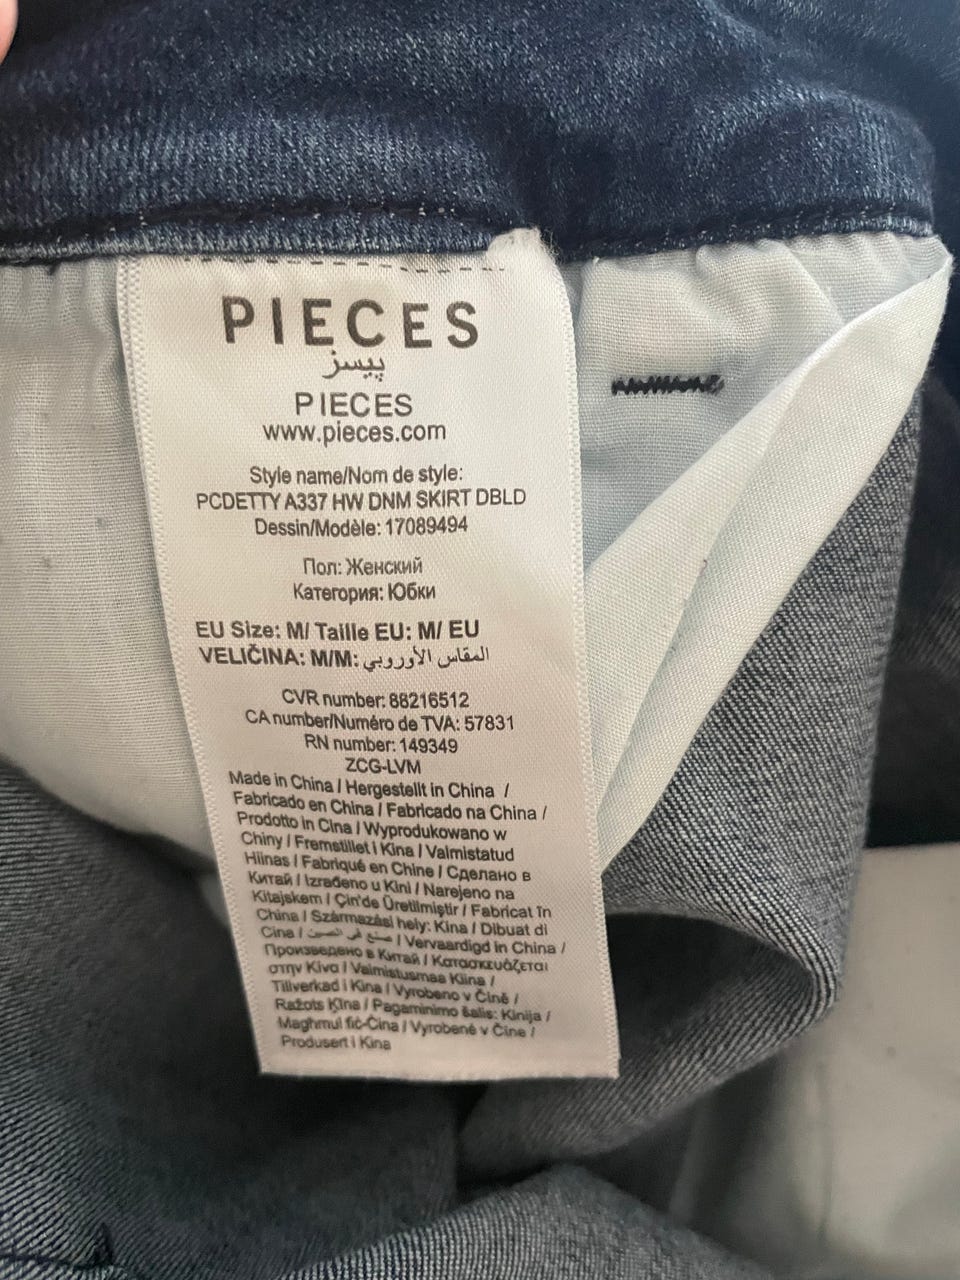 PIECES
پیسز
PIECES
www.pieces.com
Style name/Nom de style:
PCDETTY A337 HW DNM SKIRT DBLD
Dessin/Modèle: 17089494
Пол: Женский
Категория: Юбки
EU Size: M/ Taille EU: M/ EU
VELIČINA: M/M: المقاس الأوروبي
CVR number: 88216512
CA number/Numéro de TVA: 57831
RN number: 149349
ZCG-LVM
Made in China / Hergestellt in China /
Fabricado en China / Fabricado na China /
Prodotto in Cina / Wyprodukowano w
Chiny / Fremstillet i Kina / Valmistatud
Hiinas / Fabriqué en Chine / Сделано в
Китай / Izrađeno u Kini / Narejeno na
Kitajskem / Çin'de Üretilmiştir / Fabricat în
China / Származási hely: Kína / Dibuat di
Cina / صنع في الصين / Vervaardigd in China /
Произведено в Китай / Κατασκευάζεται
στην Κίνα / Valmistusmaa Kiina /
Tillverkad i Kina / Vyrobeno v Číně /
Ražots Ķīnā / Pagaminimo šalis: Kinija /
Magħmul fiċ-Ċina / Vyrobené v Číne /
Produsert i Kina